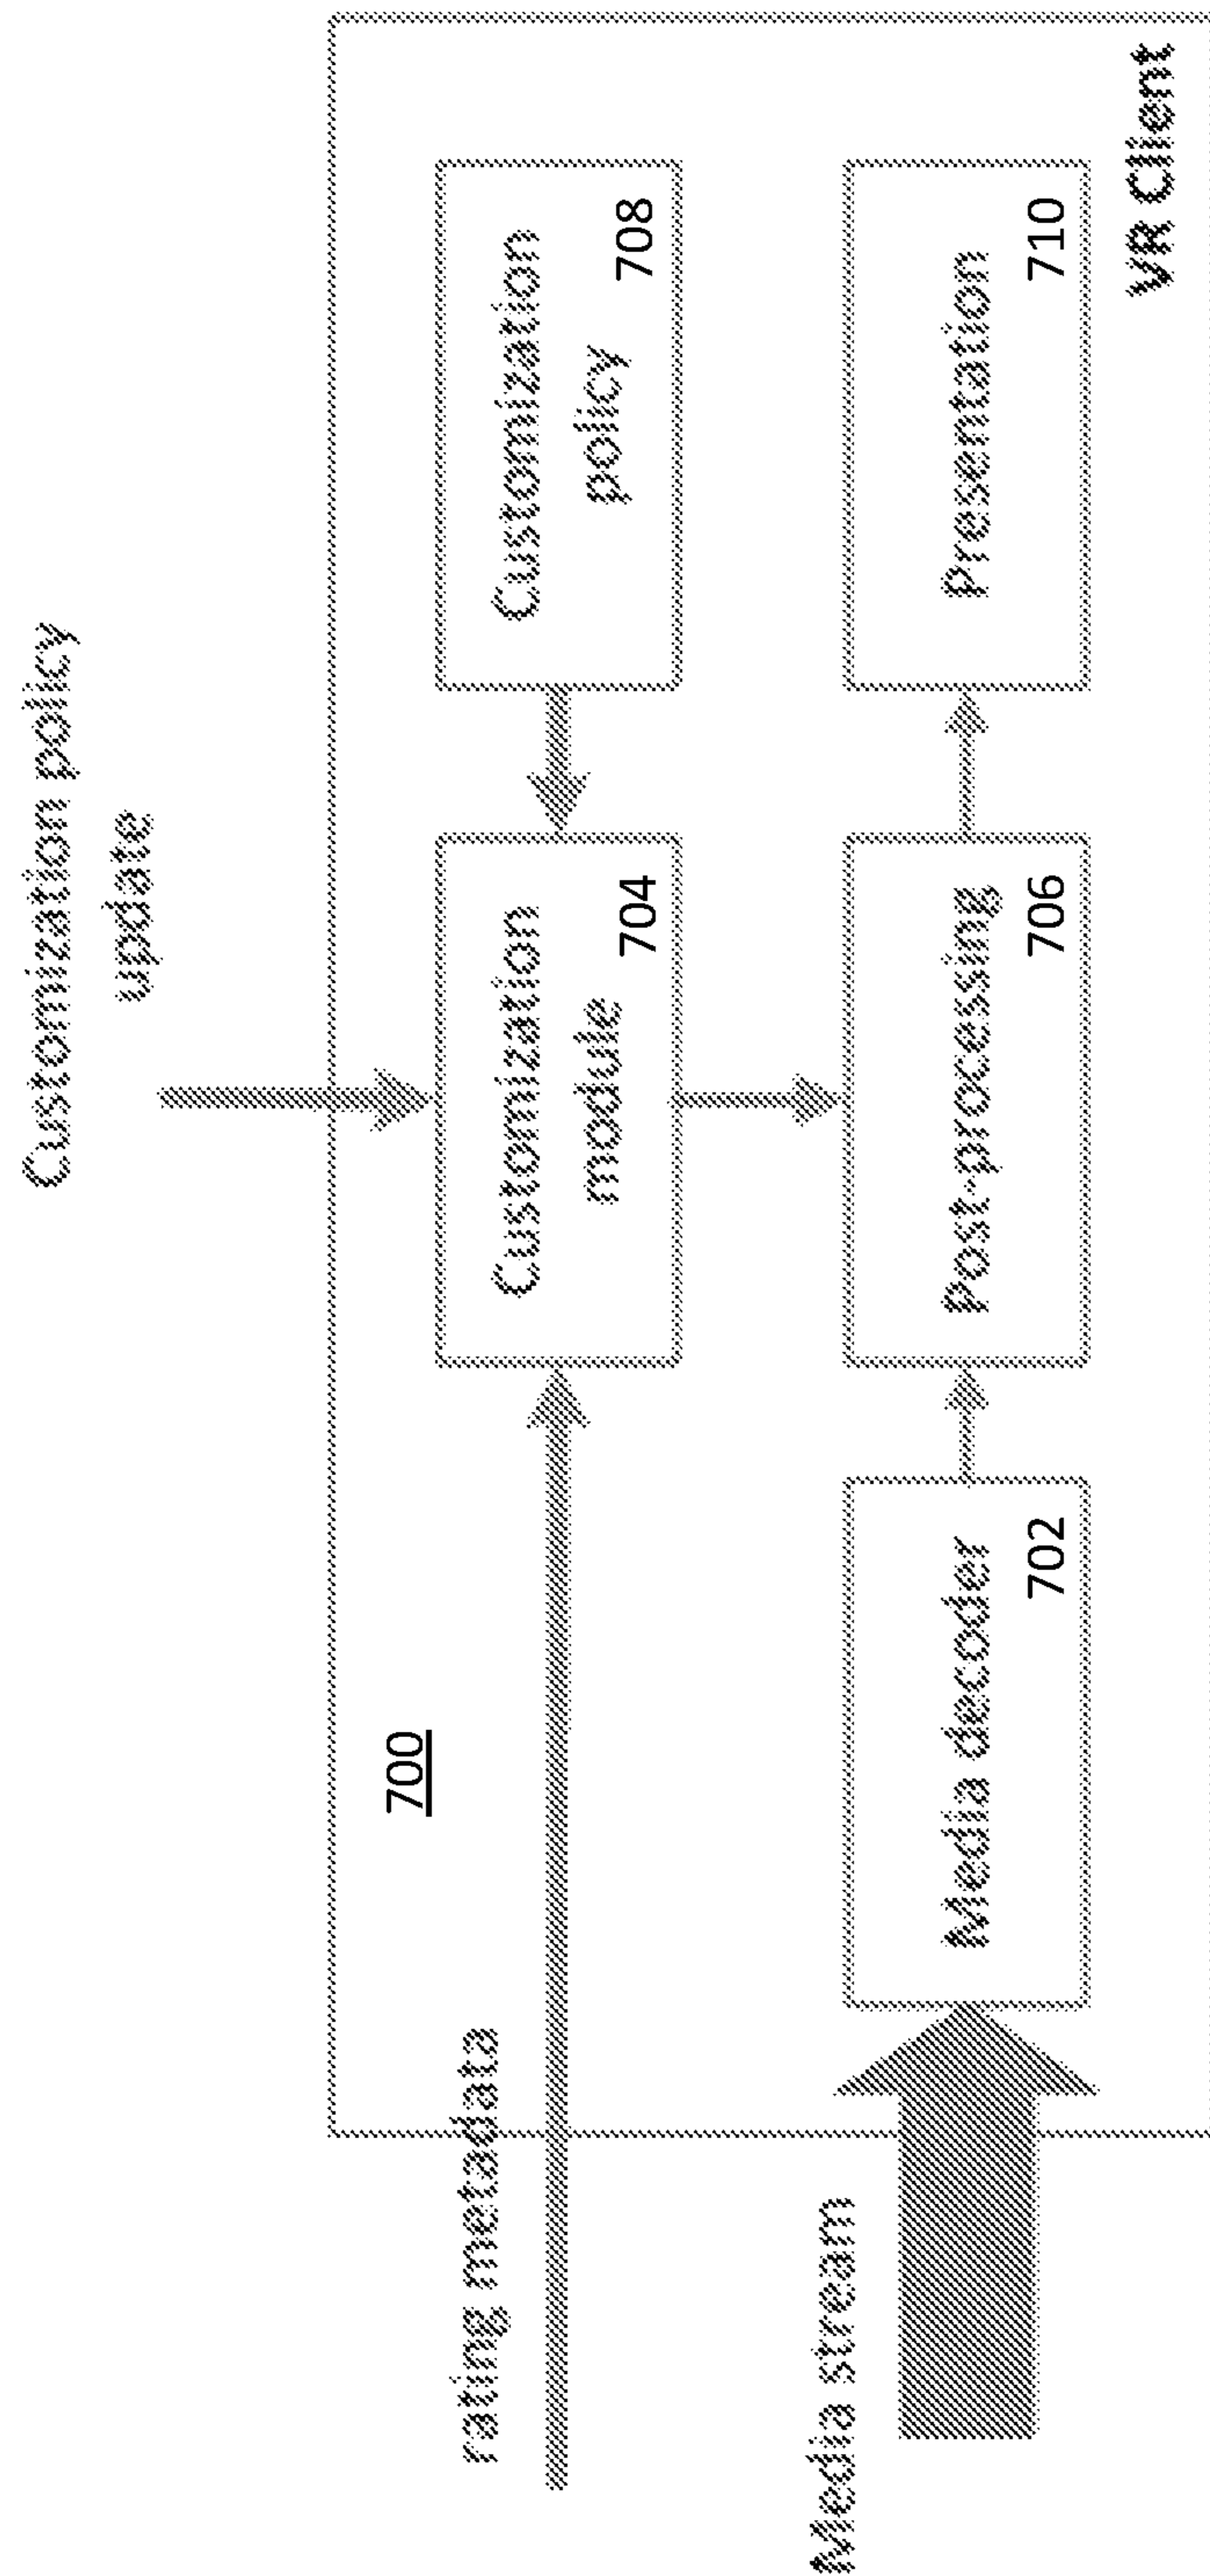 Customization policy
update
700
rating metadata
Customization
module
704
Customization
policy
708
Media stream
Media decoder
702
Post-processing
706
Presentation
710
VR Client